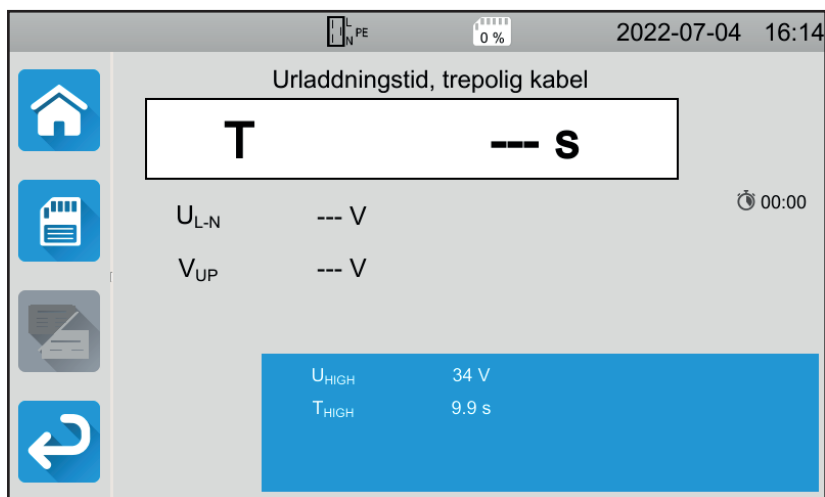 L
N PE
0 %
2022-07-04 16:14
Urladdningstid, trepolig kabel
T --- s
UL-N --- V
00:00
VUP --- V
UHIGH 34 V
THIGH 9.9 s